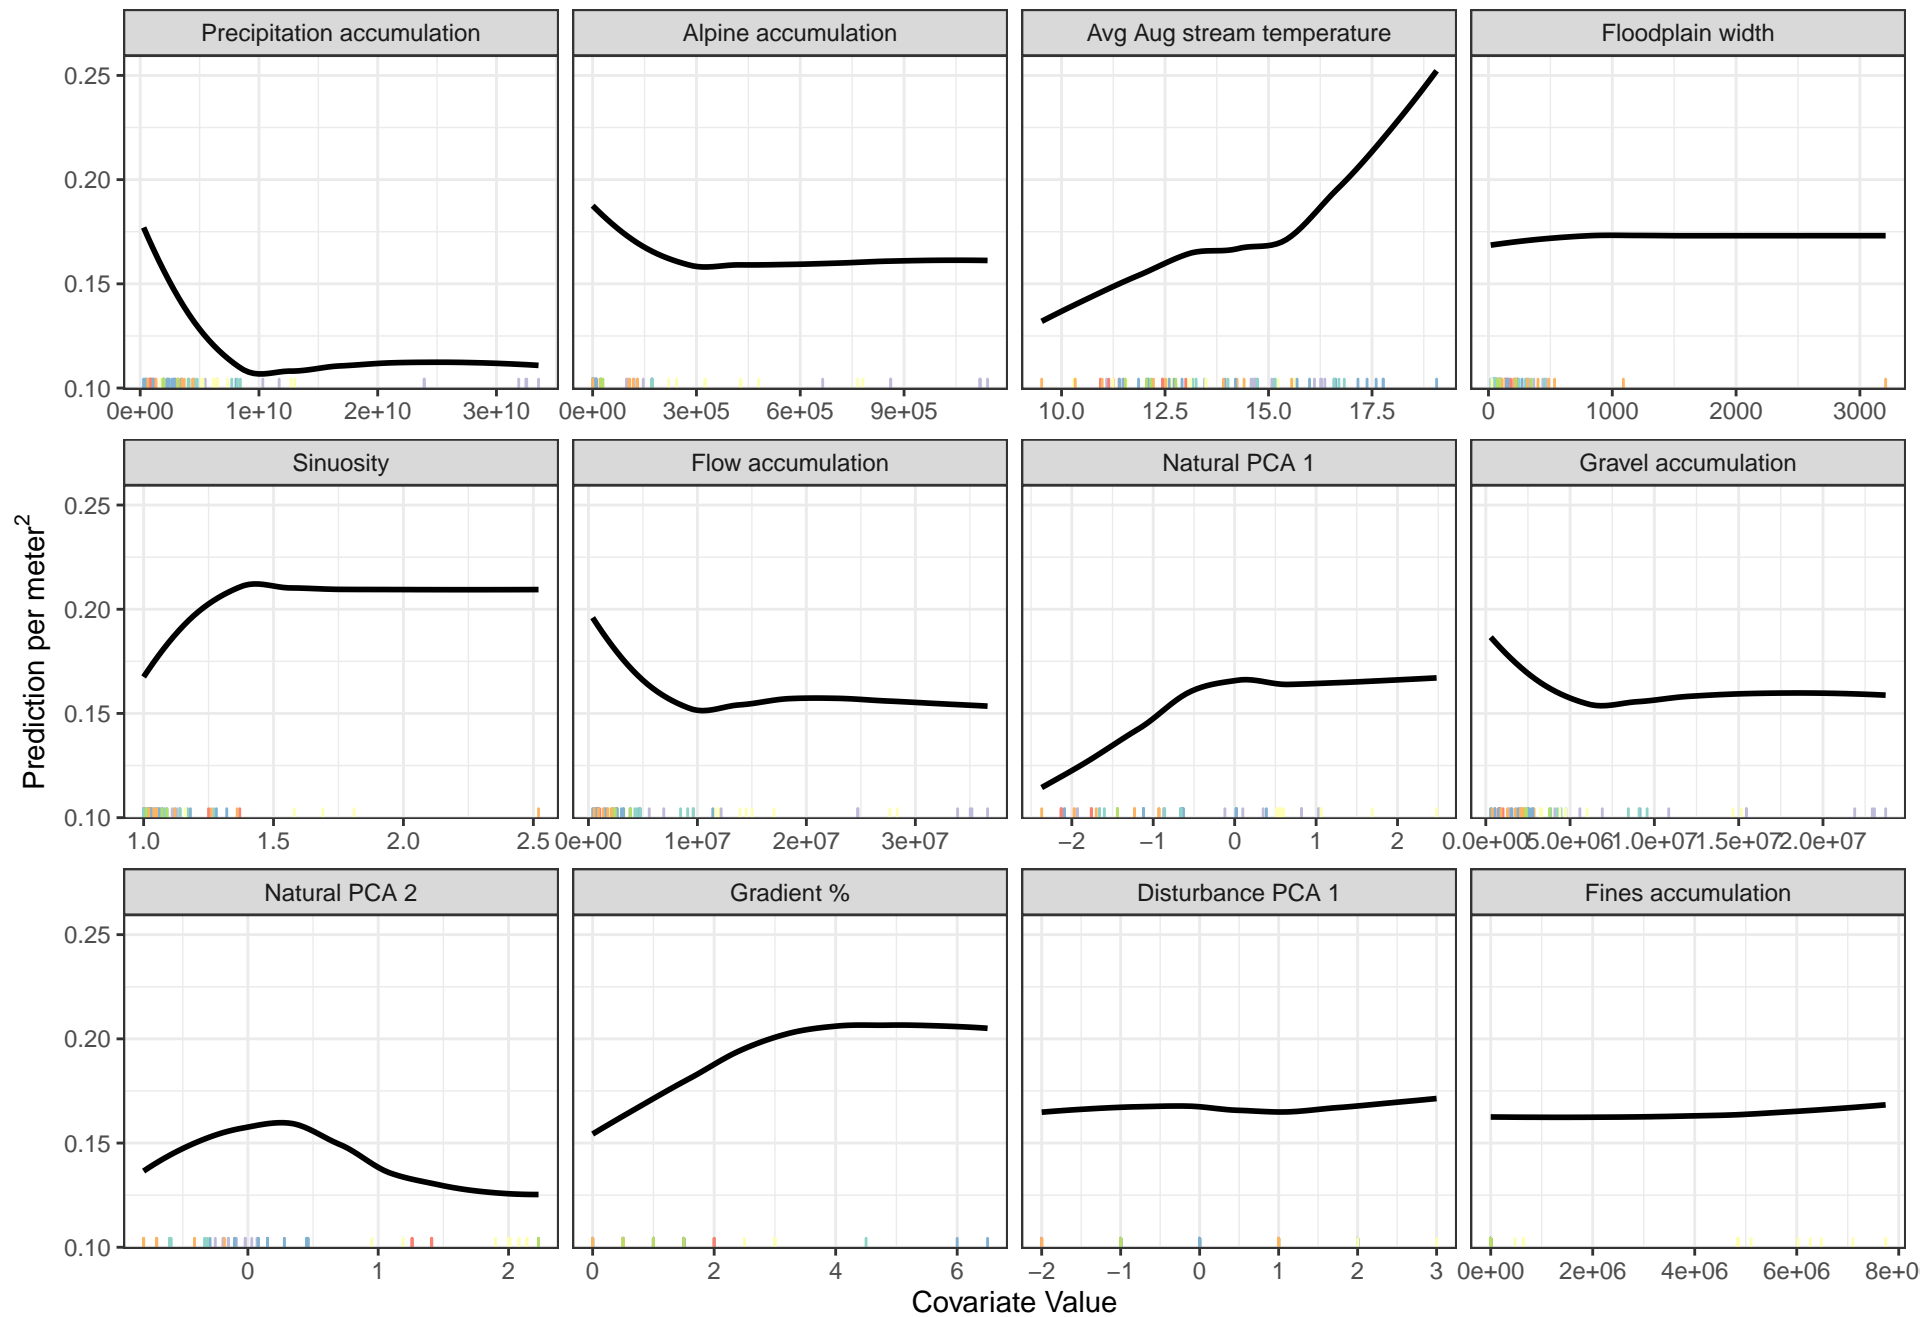 Precipitation accumulation Alpine accumulation Avg Aug stream temperature Floodplain width
0.25
0.20
0.15
0.10
0e+00 1e+10 2e+10 3e+10 0e+00 3e+05 6e+05 9e+05 10.0 12.5 15.0 17.5 0 1000 2000 3000
Sinuosity Flow accumulation Natural PCA 1 Gravel accumulation
0.25
0.20
0.15
0.10
1.0 1.5 2.0 2.5 0e+00 1e+07 2e+07 3e+07 −2 −1 0 1 2 0.0e+00 5.0e+06 1.0e+07 1.5e+07 2.0e+07
Natural PCA 2 Gradient % Disturbance PCA 1 Fines accumulation
0.25
0.20
0.15
0.10
0 1 2 0 2 4 6 −2 −1 0 1 2 3 0e+00 2e+06 4e+06 6e+06 8e+0
Prediction per meter²
Covariate Value